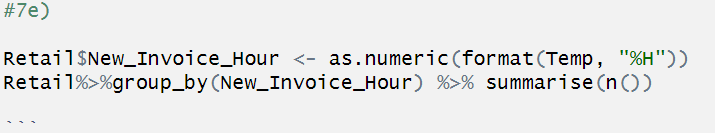 #7e)
Retail$New_Invoice_Hour <- as.numeric(format(Temp, "%H"))
Retail%>%group_by(New_Invoice_Hour) %>% summarise(n())
```